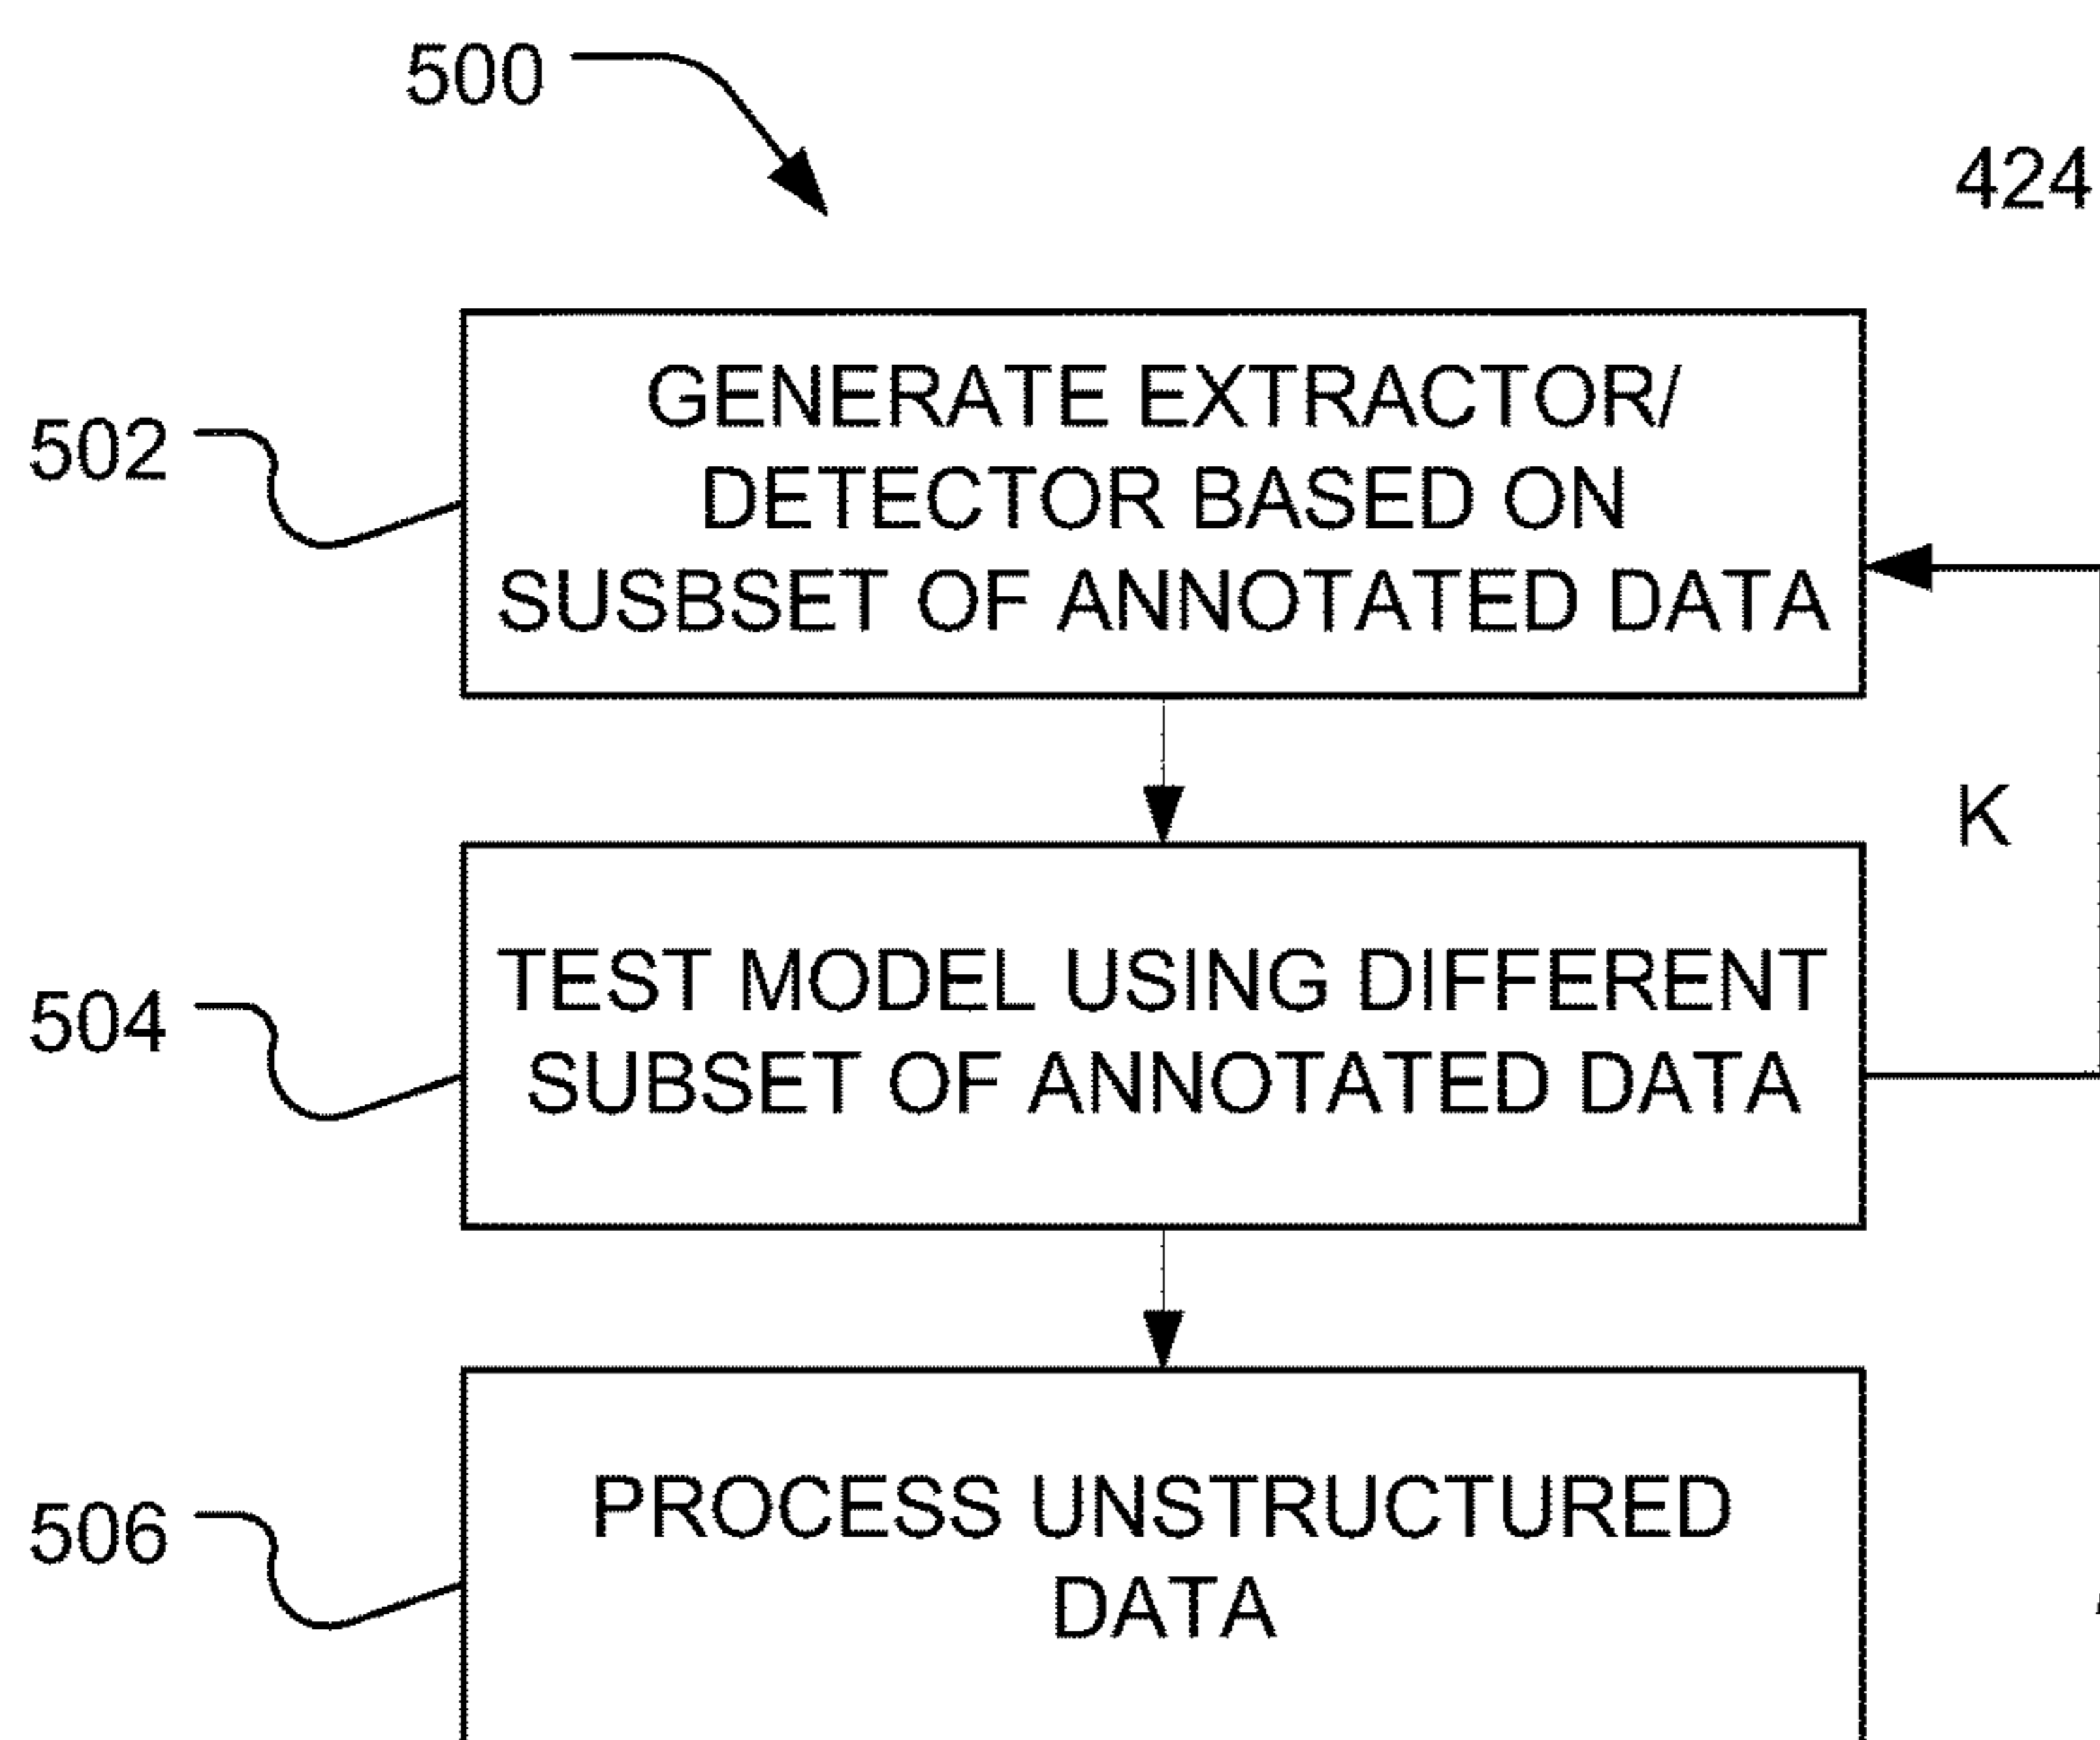 500
424
502
GENERATE EXTRACTOR/
DETECTOR BASED ON
SUSBSET OF ANNOTATED DATA
K
504
TEST MODEL USING DIFFERENT
SUBSET OF ANNOTATED DATA
506
PROCESS UNSTRUCTURED
DATA